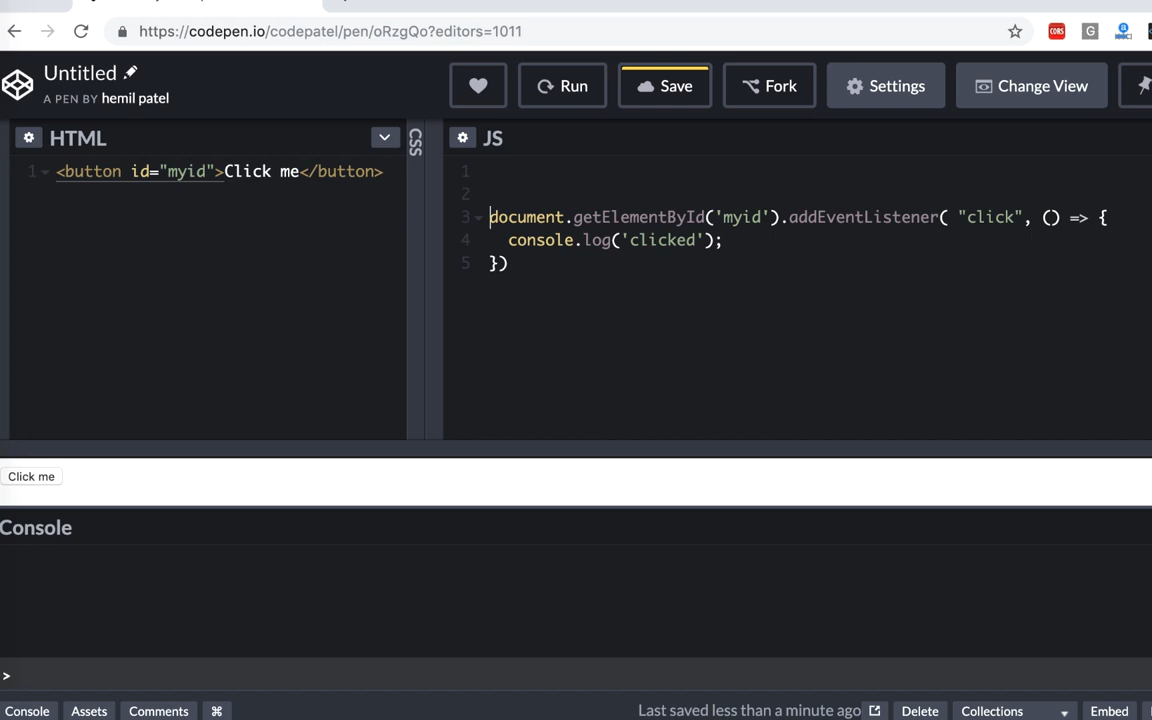 https://codepen.io/codepatel/pen/oRzgQo?editors=1011
CORS
G
Untitled
A PEN BY hemil patel
Run
Save
Fork
Settings
Change View
HTML
CSS
JS
1 <button id="myid">Click me</button>
1
2
3 document.getElementById('myid').addEventListener( "click", () => {
4 console.log('clicked');
5 })
Click me
Console
>
Console Assets Comments ⌘ Last saved less than a minute ago Delete Collections Embed